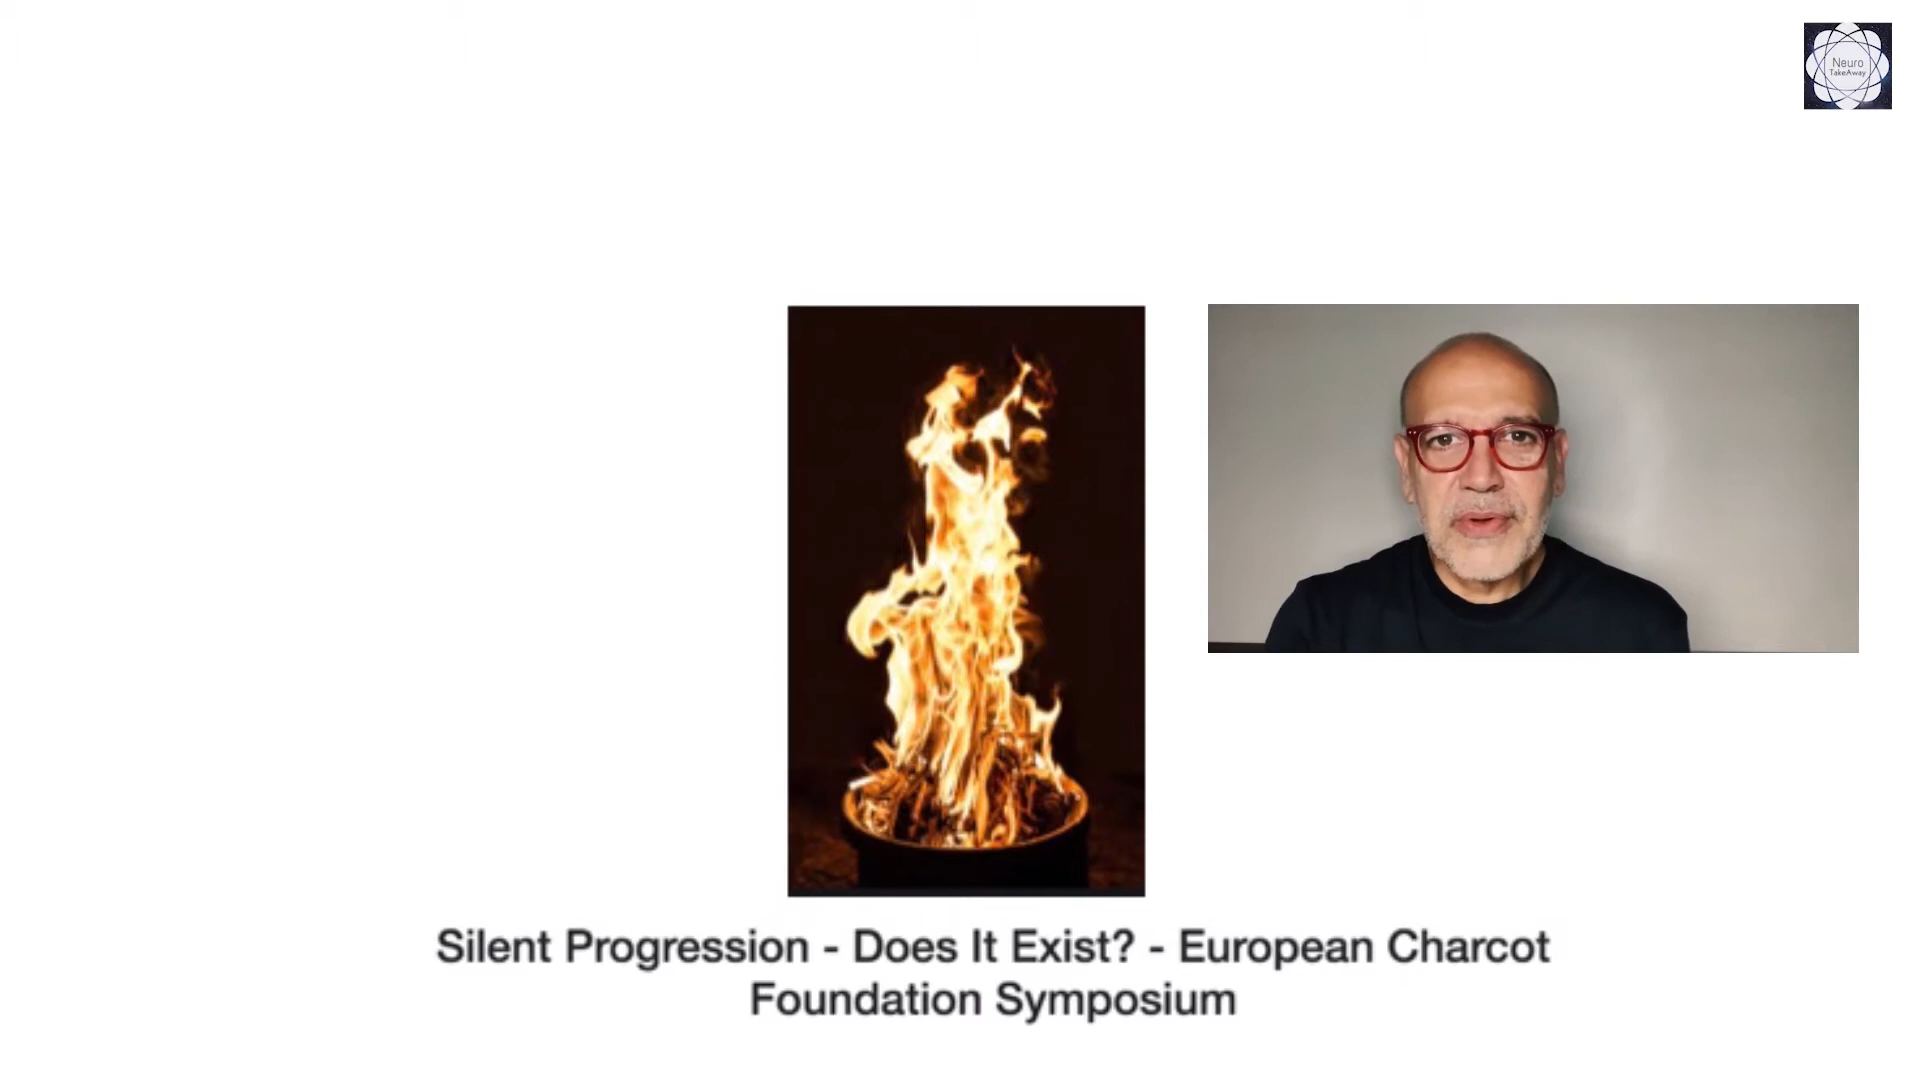 Neuro
TakeAway
Silent Progression - Does It Exist? - European Charcot
Foundation Symposium